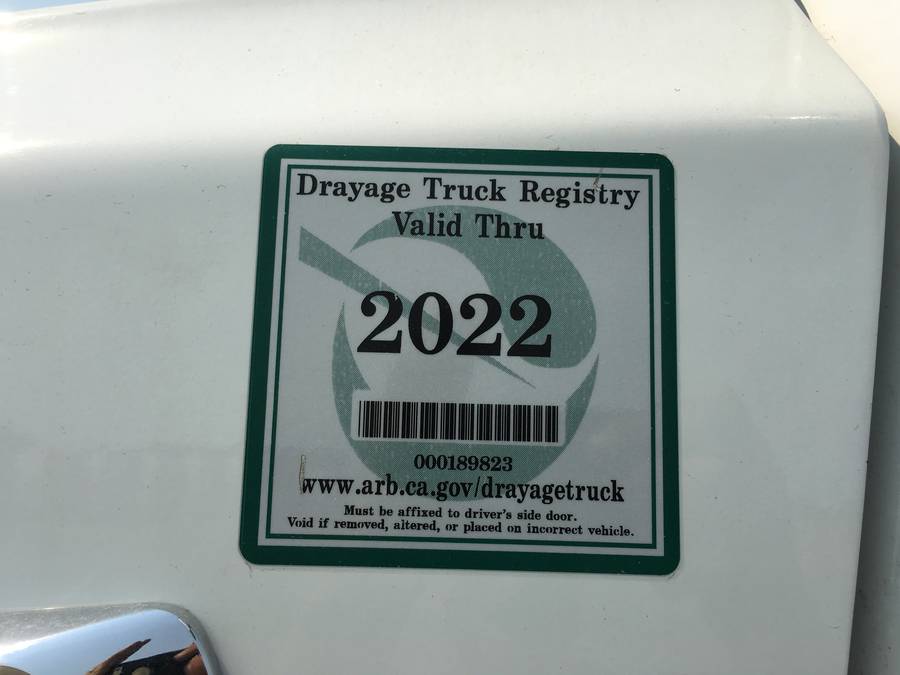 Drayage Truck Registry
Valid Thru
2022
000189823
www.arb.ca.gov/drayagetruck
Must be affixed to driver's side door.
Void if removed, altered, or placed on incorrect vehicle.